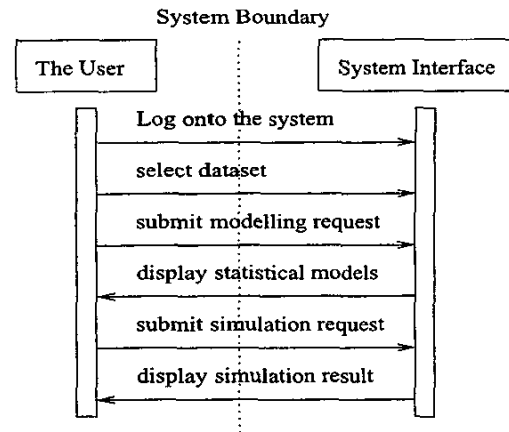 System Boundary
The User
System Interface
Log onto the system
select dataset
submit modelling request
display statistical models
submit simulation request
display simulation result